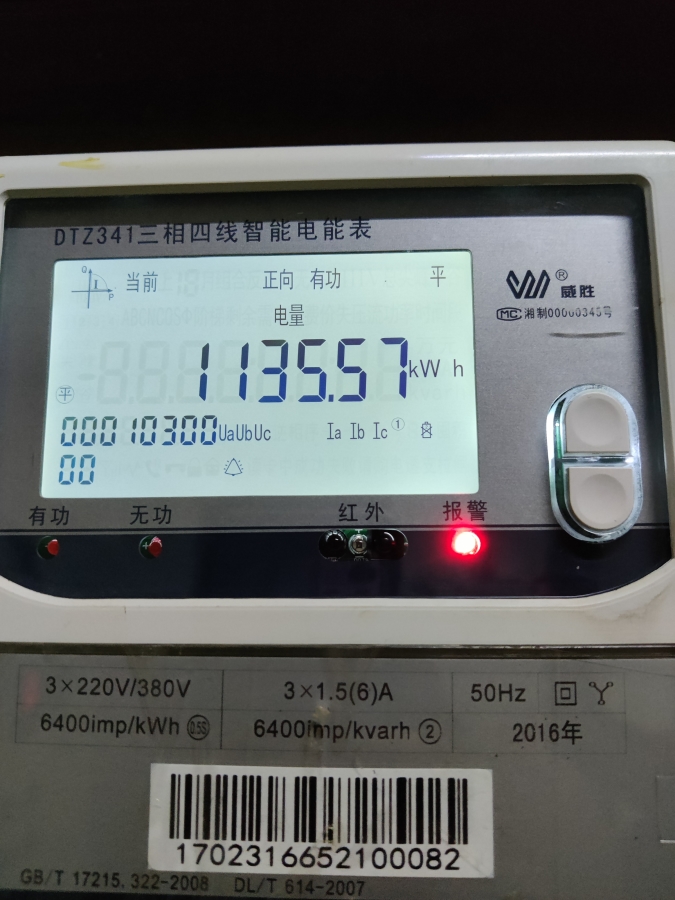 DTZ341三相四线智能电能表
Q
I
P
当前 正向 有功 平
电量
1135.57 kW h
平
00010300 UaUbUc Ia Ib Ic ①
00
® 威胜
MC 湘制00000345号
有功 无功 红外 报警
3×220V/380V 3×1.5(6)A 50Hz
6400imp/kWh 0.5S 6400imp/kvarh ② 2016年
1702316652100082
GB/T 17215.322-2008 DL/T 614-2007